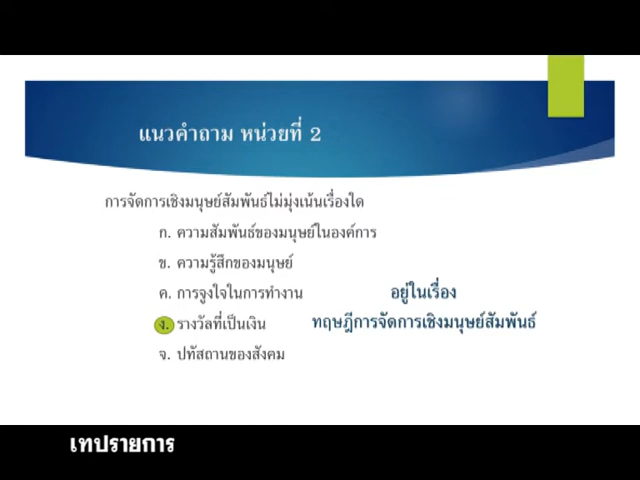 แนวคำถาม หน่วยที่ 2
การจัดการเชิงมนุษย์สัมพันธ์ไม่มุ่งเน้นเรื่องใด
ก. ความสัมพันธ์ของมนุษย์ในองค์การ
ข. ความรู้สึกของมนุษย์
ค. การจูงใจในการทำงาน
อยู่ในเรื่อง
ง. รางวัลที่เป็นเงิน
ทฤษฎีการจัดการเชิงมนุษย์สัมพันธ์
จ. ปทัสถานของสังคม
เทปรายการ